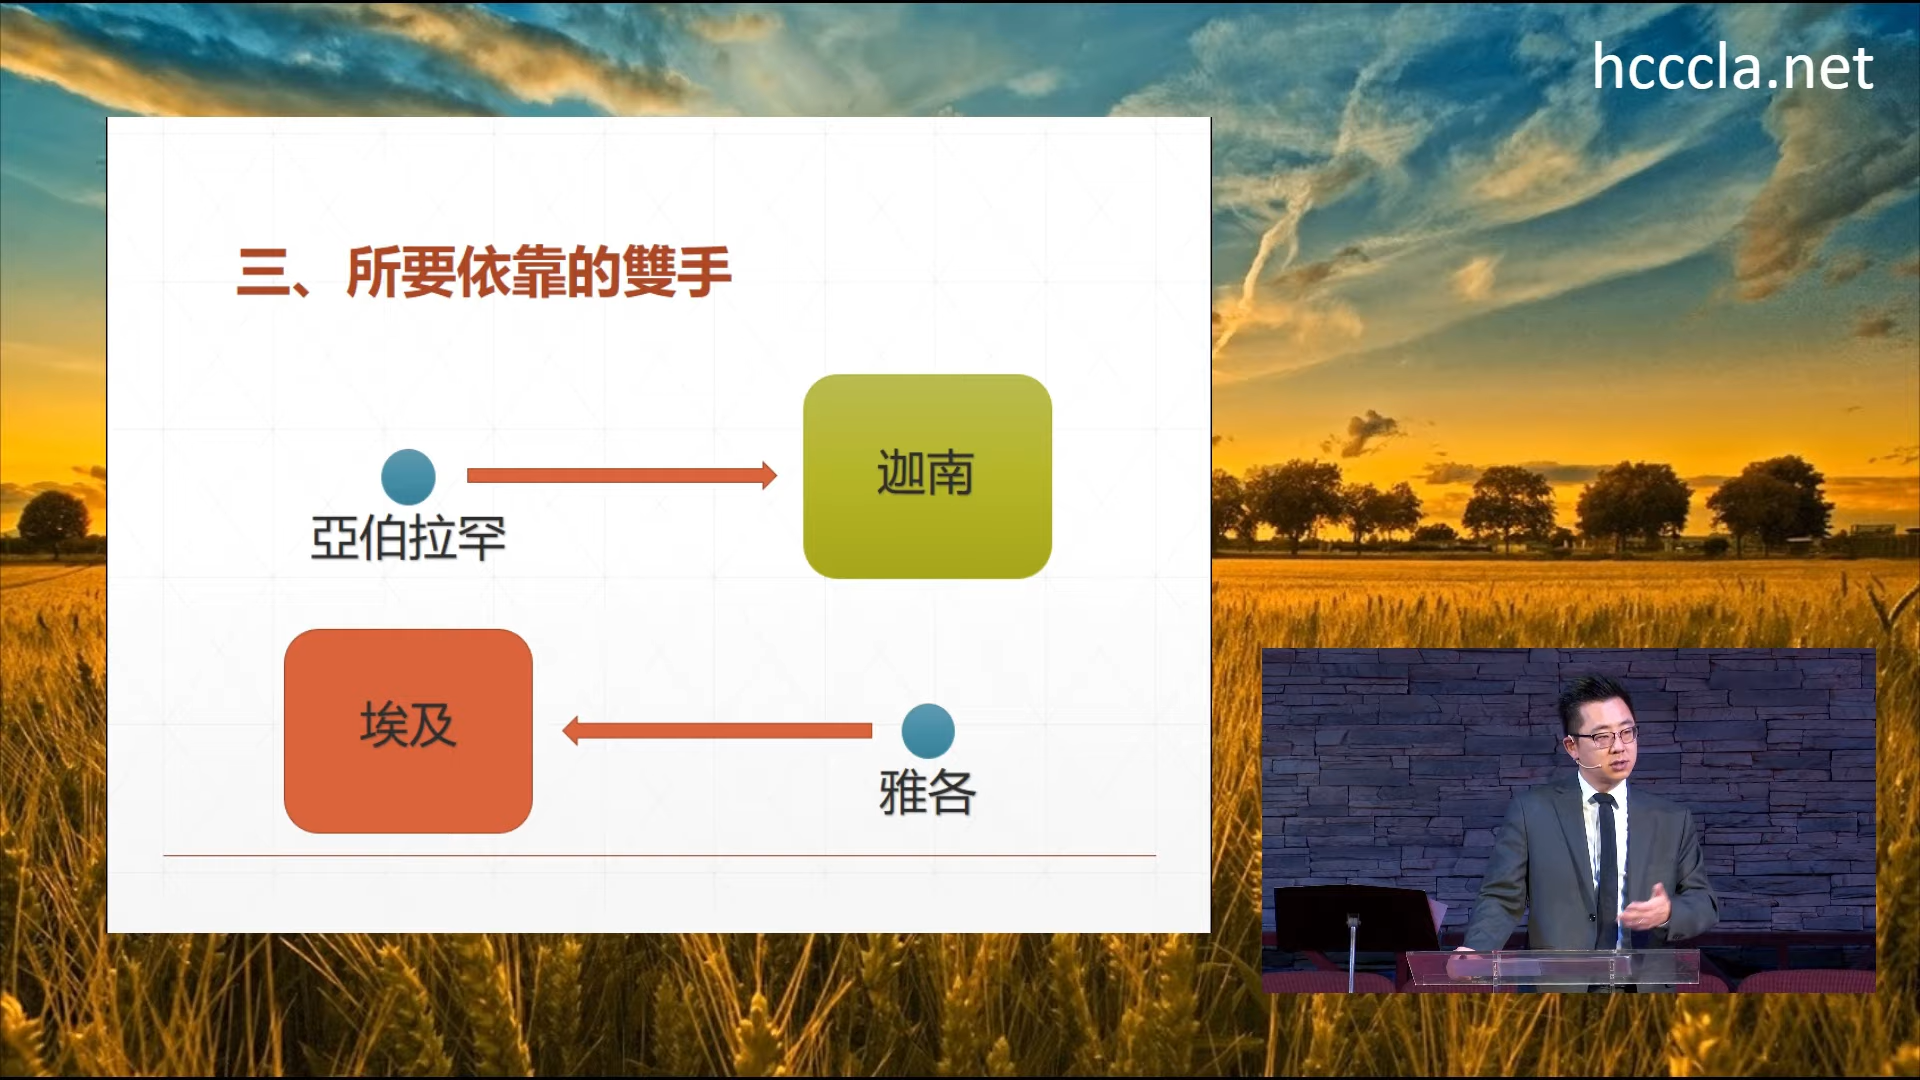 hcccla.net
三、所要依靠的雙手
迦南
亞伯拉罕
埃及
雅各